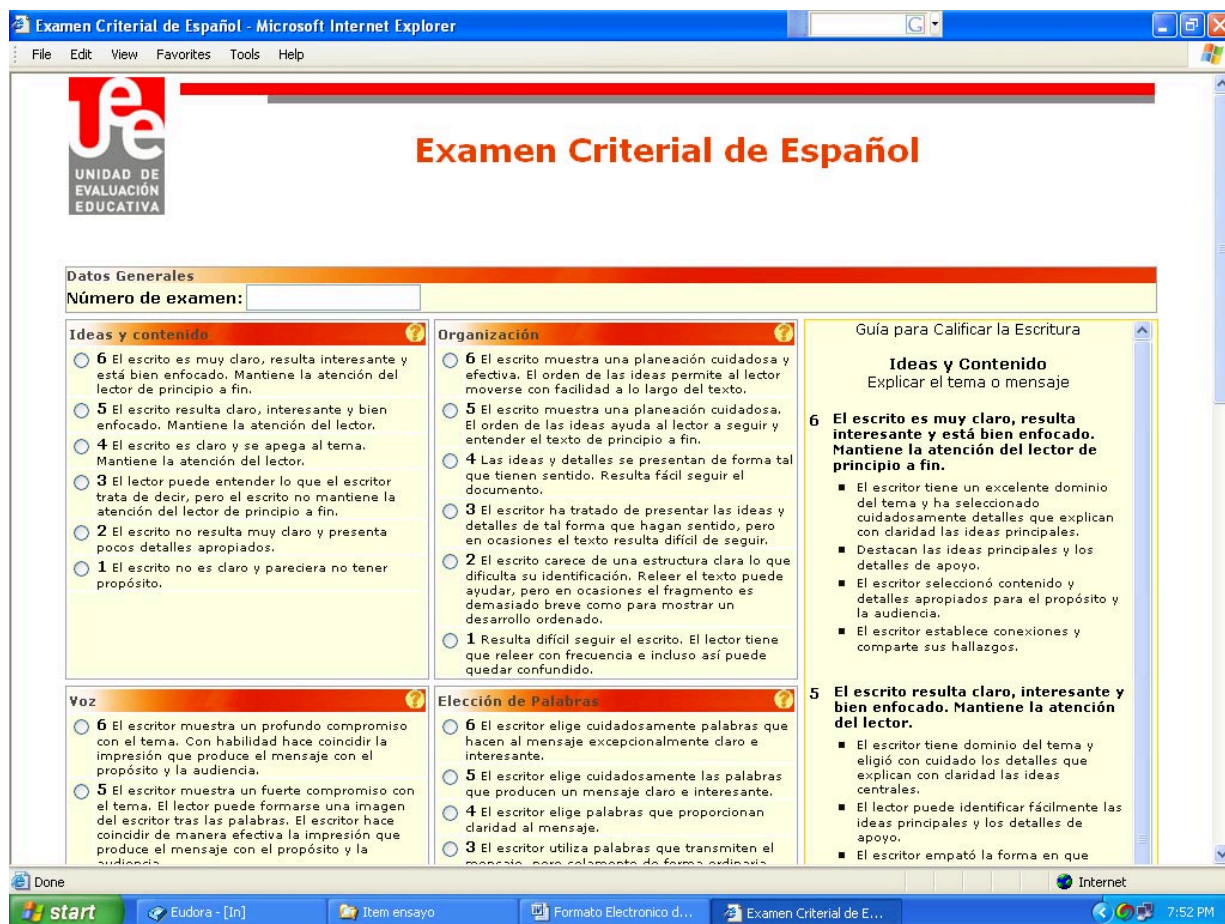 Examen Criterial de Español - Microsoft Internet Explorer
G
File Edit View Favorites Tools Help
uee
UNIDAD DE
EVALUACIÓN
EDUCATIVA
Examen Criterial de Español
Datos Generales
Número de examen:
Ideas y contenido ?
6 El escrito es muy claro, resulta interesante y
está bien enfocado. Mantiene la atención del
lector de principio a fin.
5 El escrito resulta claro, interesante y bien
enfocado. Mantiene la atención del lector.
4 El escrito es claro y se apega al tema.
Mantiene la atención del lector.
3 El lector puede entender lo que el escritor
trata de decir, pero el escrito no mantiene la
atención del lector de principio a fin.
2 El escrito no resulta muy claro y presenta
pocos detalles apropiados.
1 El escrito no es claro y pareciera no tener
propósito.
Organización ?
6 El escrito muestra una planeación cuidadosa y
efectiva. El orden de las ideas permite al lector
moverse con facilidad a lo largo del texto.
5 El escrito muestra una planeación cuidadosa.
El orden de las ideas ayuda al lector a seguir y
entender el texto de principio a fin.
4 Las ideas y detalles se presentan de forma tal
que tienen sentido. Resulta fácil seguir el
documento.
3 El escritor ha tratado de presentar las ideas y
detalles de tal forma que hagan sentido, pero
en ocasiones el texto resulta difícil de seguir.
2 El escrito carece de una estructura clara lo que
dificulta su identificación. Releer el texto puede
ayudar, pero en ocasiones el fragmento es
demasiado breve como para mostrar un
desarrollo ordenado.
1 Resulta difícil seguir el escrito. El lector tiene
que releer con frecuencia e incluso así puede
quedar confundido.
Voz ?
6 El escritor muestra un profundo compromiso
con el tema. Con habilidad hace coincidir la
impresión que produce el mensaje con el
propósito y la audiencia.
5 El escritor muestra un fuerte compromiso con
el tema. El lector puede formarse una imagen
del escritor tras las palabras. El escritor hace
coincidir de manera efectiva la impresión que
produce el mensaje con el propósito y la
audiencia
Elección de Palabras ?
6 El escritor elige cuidadosamente palabras que
hacen al mensaje excepcionalmente claro e
interesante.
5 El escritor elige cuidadosamente las palabras
que producen un mensaje claro e interesante.
4 El escritor elige palabras que proporcionan
claridad al mensaje.
3 El escritor utiliza palabras que transmiten el
mensaje, pero solamente de forma ordinaria
Guía para Calificar la Escritura
Ideas y Contenido
Explicar el tema o mensaje
6 El escrito es muy claro, resulta
interesante y está bien enfocado.
Mantiene la atención del lector de
principio a fin.
El escritor tiene un excelente dominio
del tema y ha seleccionado
cuidadosamente detalles que explican
con claridad las ideas principales.
Destacan las ideas principales y los
detalles de apoyo.
El escritor seleccionó contenido y
detalles apropiados para el propósito y
la audiencia.
El escritor establece conexiones y
comparte sus hallazgos.
5 El escrito resulta claro, interesante y
bien enfocado. Mantiene la atención
del lector.
El escritor tiene dominio del tema y
eligió con cuidado los detalles que
explican con claridad las ideas
centrales.
El lector puede identificar fácilmente las
ideas principales y los detalles de
apoyo.
El escritor empató la forma en que
Done
Internet
start
Eudora - [In]
Item ensayo
Formato Electronico d...
Examen Criterial de E...
7:52 PM